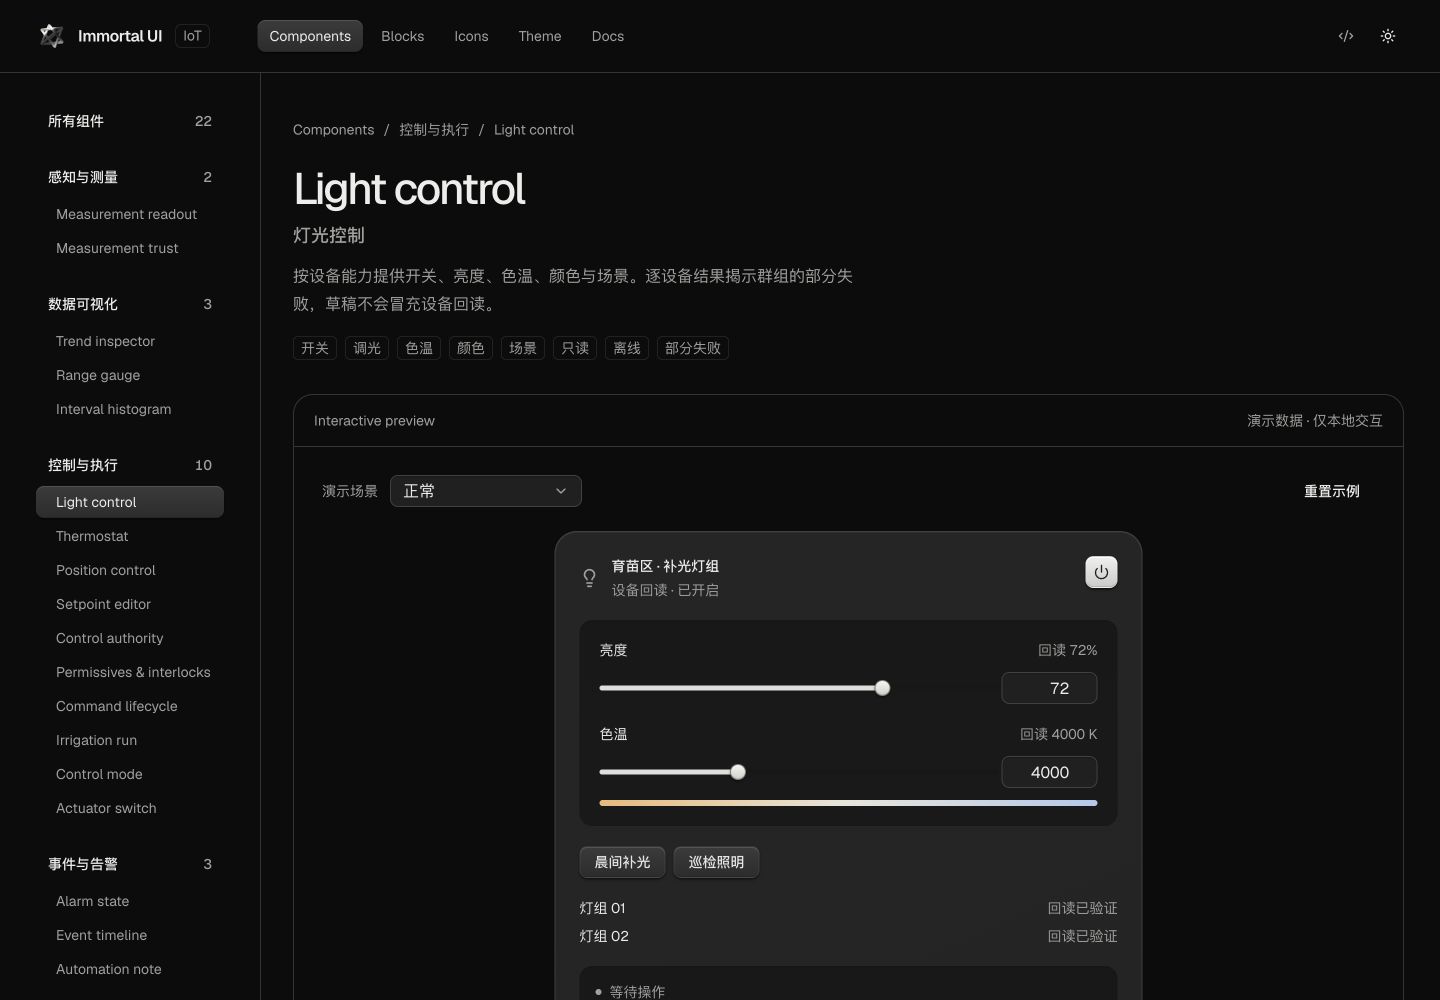 Immortal UI IoT Components Blocks Icons Theme Docs
所有组件 22
感知与测量 2
Measurement readout
Measurement trust
数据可视化 3
Trend inspector
Range gauge
Interval histogram
控制与执行 10
Light control
Thermostat
Position control
Setpoint editor
Control authority
Permissives & interlocks
Command lifecycle
Irrigation run
Control mode
Actuator switch
事件与告警 3
Alarm state
Event timeline
Automation note
Components / 控制与执行 / Light control
Light control
灯光控制
按设备能力提供开关、亮度、色温、颜色与场景。逐设备结果揭示群组的部分失
败，草稿不会冒充设备回读。
开关 调光 色温 颜色 场景 只读 离线 部分失败
Interactive preview 演示数据 · 仅本地交互
演示场景 正常 重置示例
育苗区 · 补光灯组
设备回读 · 已开启
亮度 回读 72%
72
色温 回读 4000 K
4000
晨间补光 巡检照明
灯组 01 回读已验证
灯组 02 回读已验证
等待操作